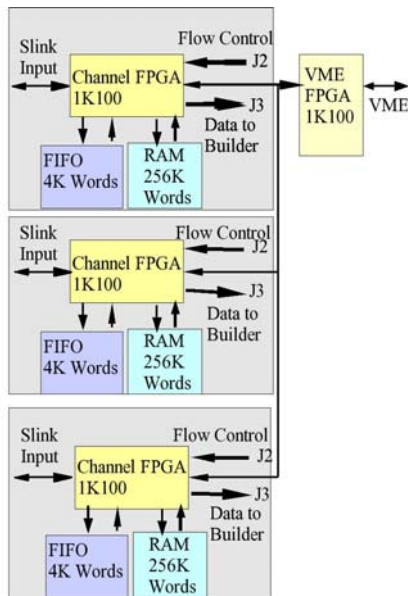 Flow Control
J2
Slink
Input
Channel FPGA
1K100
J3
Data to
Builder
FIFO
4K Words
RAM
256K
Words
VME
FPGA
1K100
VME
Flow Control
J2
Slink
Input
Channel FPGA
1K100
J3
Data to
Builder
FIFO
4K Words
RAM
256K
Words
Flow Control
J2
Slink
Input
Channel FPGA
1K100
J3
Data to
Builder
FIFO
4K Words
RAM
256K
Words